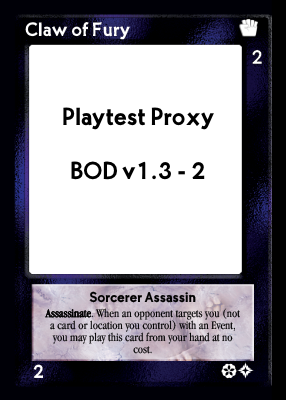 Claw of Fury
2
Playtest Proxy
BOD v1.3 - 2
Sorcerer Assassin
Assassinate. When an opponent targets you (not
a card or location you control) with an Event,
you may play this card from your hand at no
cost.
2